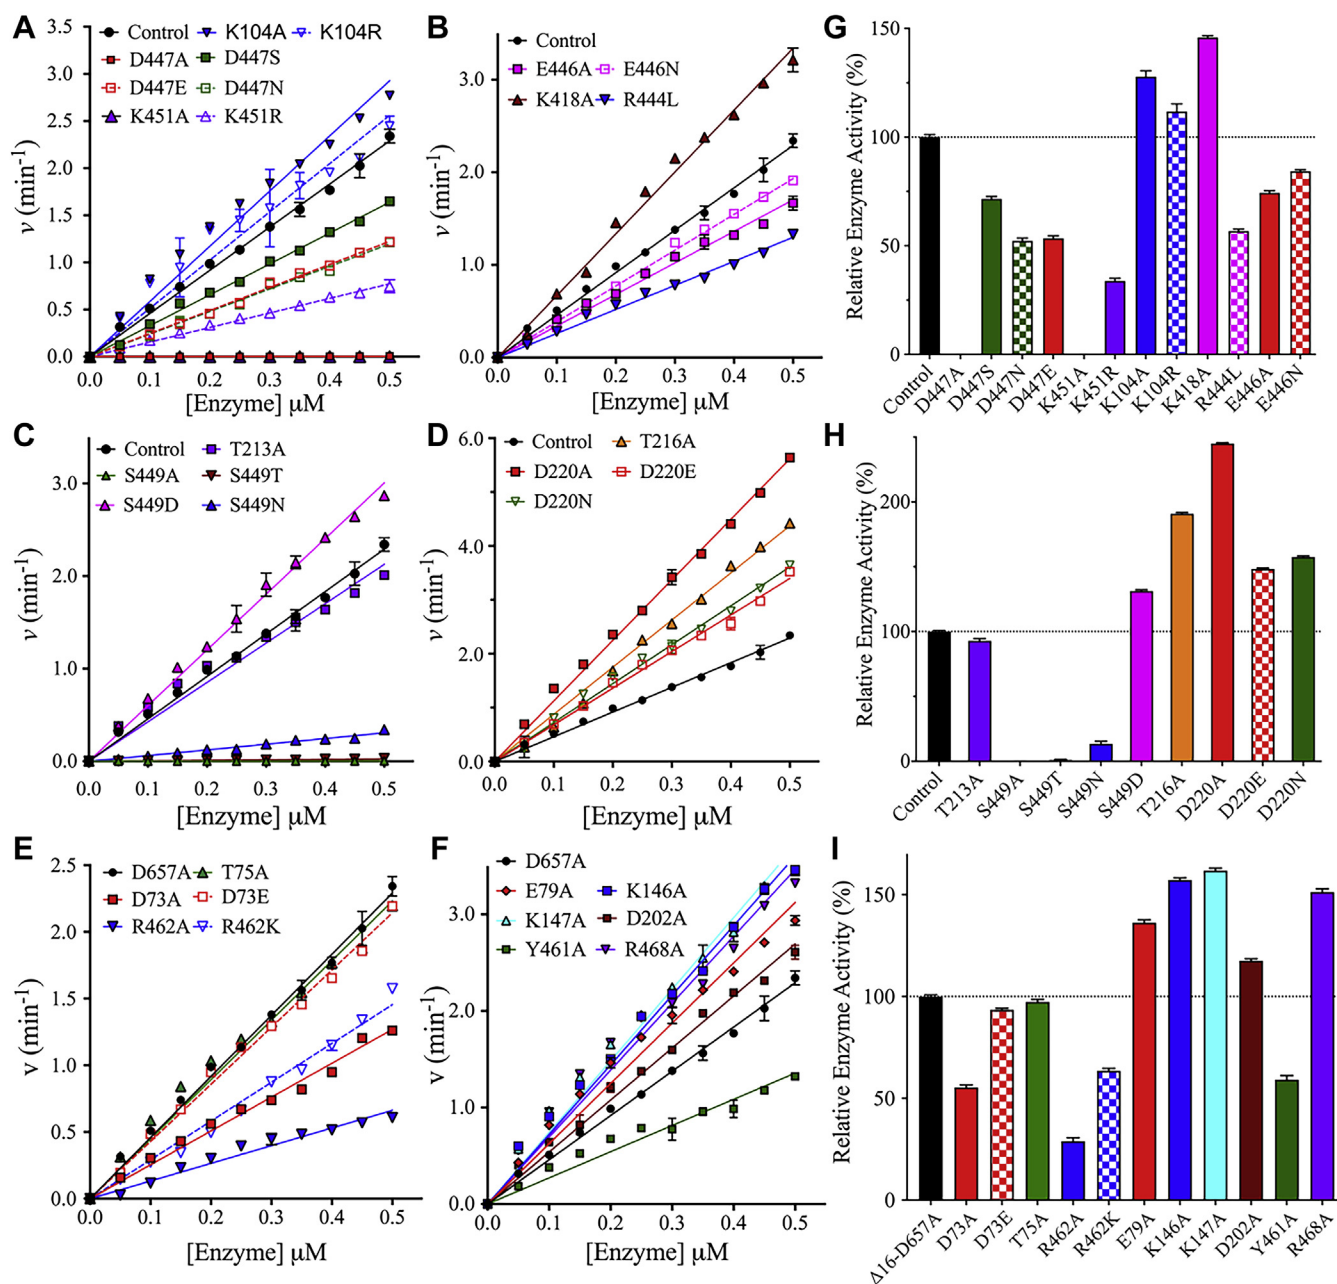 A
Control K104A K104R
D447A D447S
D447E D447N
K451A K451R
3.5
3.0
2.5
2.0
1.5
1.0
0.5
0.0
v (min-1)
0.0 0.1 0.2 0.3 0.4 0.5
[Enzyme] µM
B
Control
E446A E446N
K418A R444L
3.0
2.0
1.0
0.0
v (min-1)
0.0 0.1 0.2 0.3 0.4 0.5
[Enzyme] µM
G
150
100
50
0
Relative Enzyme Activity (%)
Control D447A D447S D447N D447E K451A K451R K104A K104R K418A R444L E446A E446N
C
Control T213A
S449A S449T
S449D S449N
3.0
2.0
1.0
0.0
v (min-1)
0.0 0.1 0.2 0.3 0.4 0.5
[Enzyme] µM
D
Control T216A
D220A D220E
D220N
6.0
4.0
2.0
0.0
v (min-1)
0.0 0.1 0.2 0.3 0.4 0.5
[Enzyme] µM
H
200
100
0
Relative Enzyme Activity (%)
Control T213A S449A S449T S449N S449D T216A D220A D220E D220N
E
D657A T75A
D73A D73E
R462A R462K
2.5
2.0
1.5
1.0
0.5
0.0
v (min-1)
0.0 0.1 0.2 0.3 0.4 0.5
[Enzyme] µM
F
D657A
E79A K146A
K147A D202A
Y461A R468A
3.0
2.0
1.0
0.0
v (min-1)
0.0 0.1 0.2 0.3 0.4 0.5
[Enzyme] µM
I
150
100
50
0
Relative Enzyme Activity (%)
Δ16-D657A D73A D73E T75A R462A R462K E79A K146A K147A D202A Y461A R468A